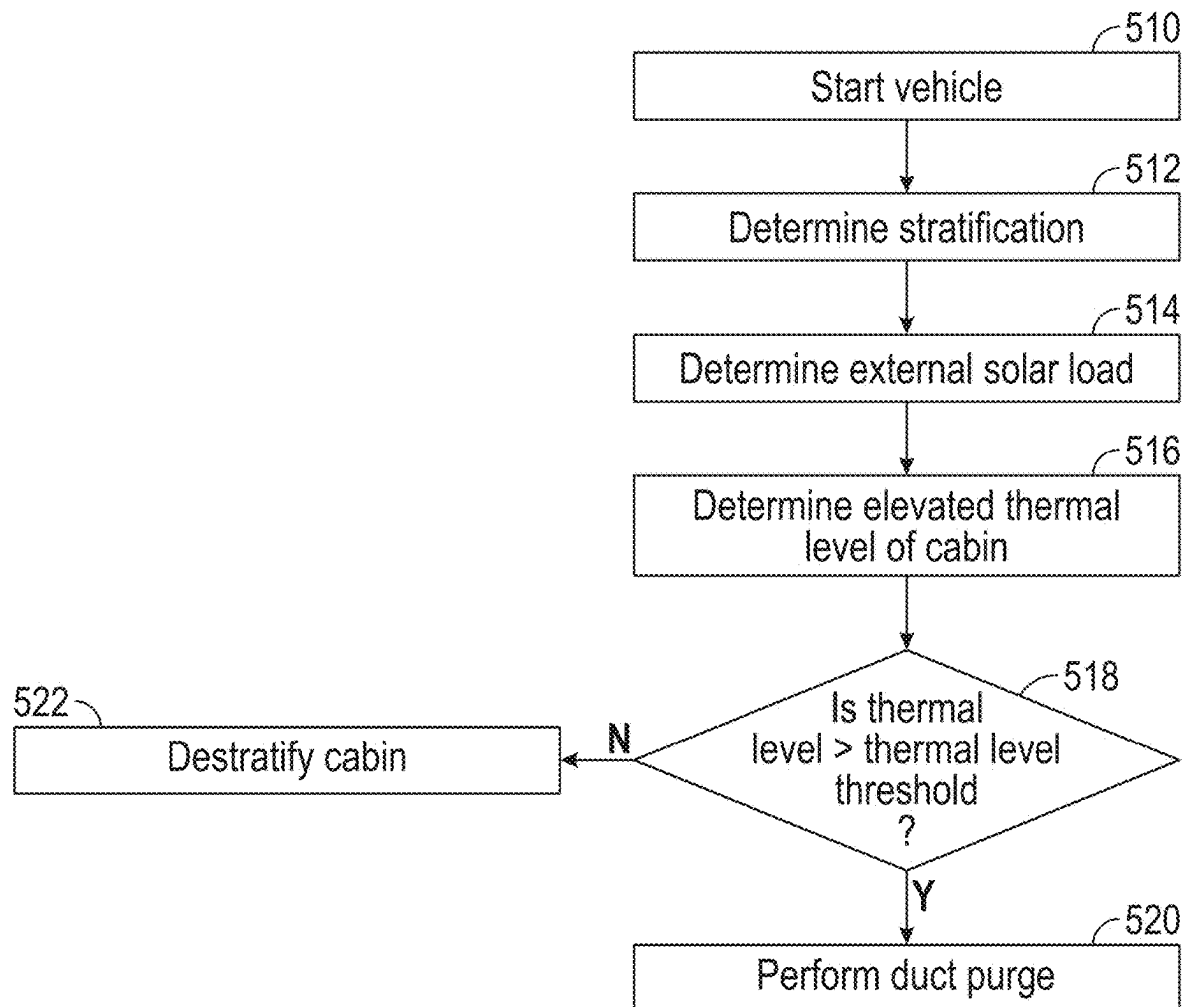 510
Start vehicle
512
Determine stratification
514
Determine external solar load
516
Determine elevated thermal
level of cabin
518
Is thermal
level > thermal level
threshold
?
522
N
Destratify cabin
Y
520
Perform duct purge